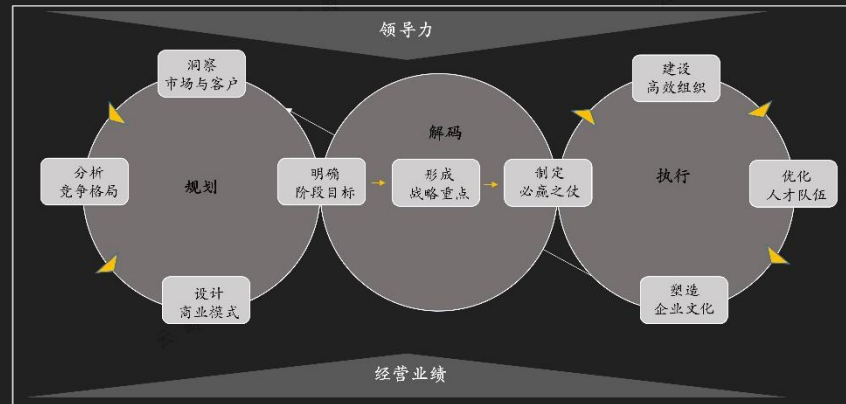 领导力
洞察
市场与客户
分析
竞争格局
规划
设计
商业模式
解码
明确
阶段目标
形成
战略重点
制定
必赢之仗
建设
高效组织
执行
优化
人才队伍
塑造
企业文化
经营业绩